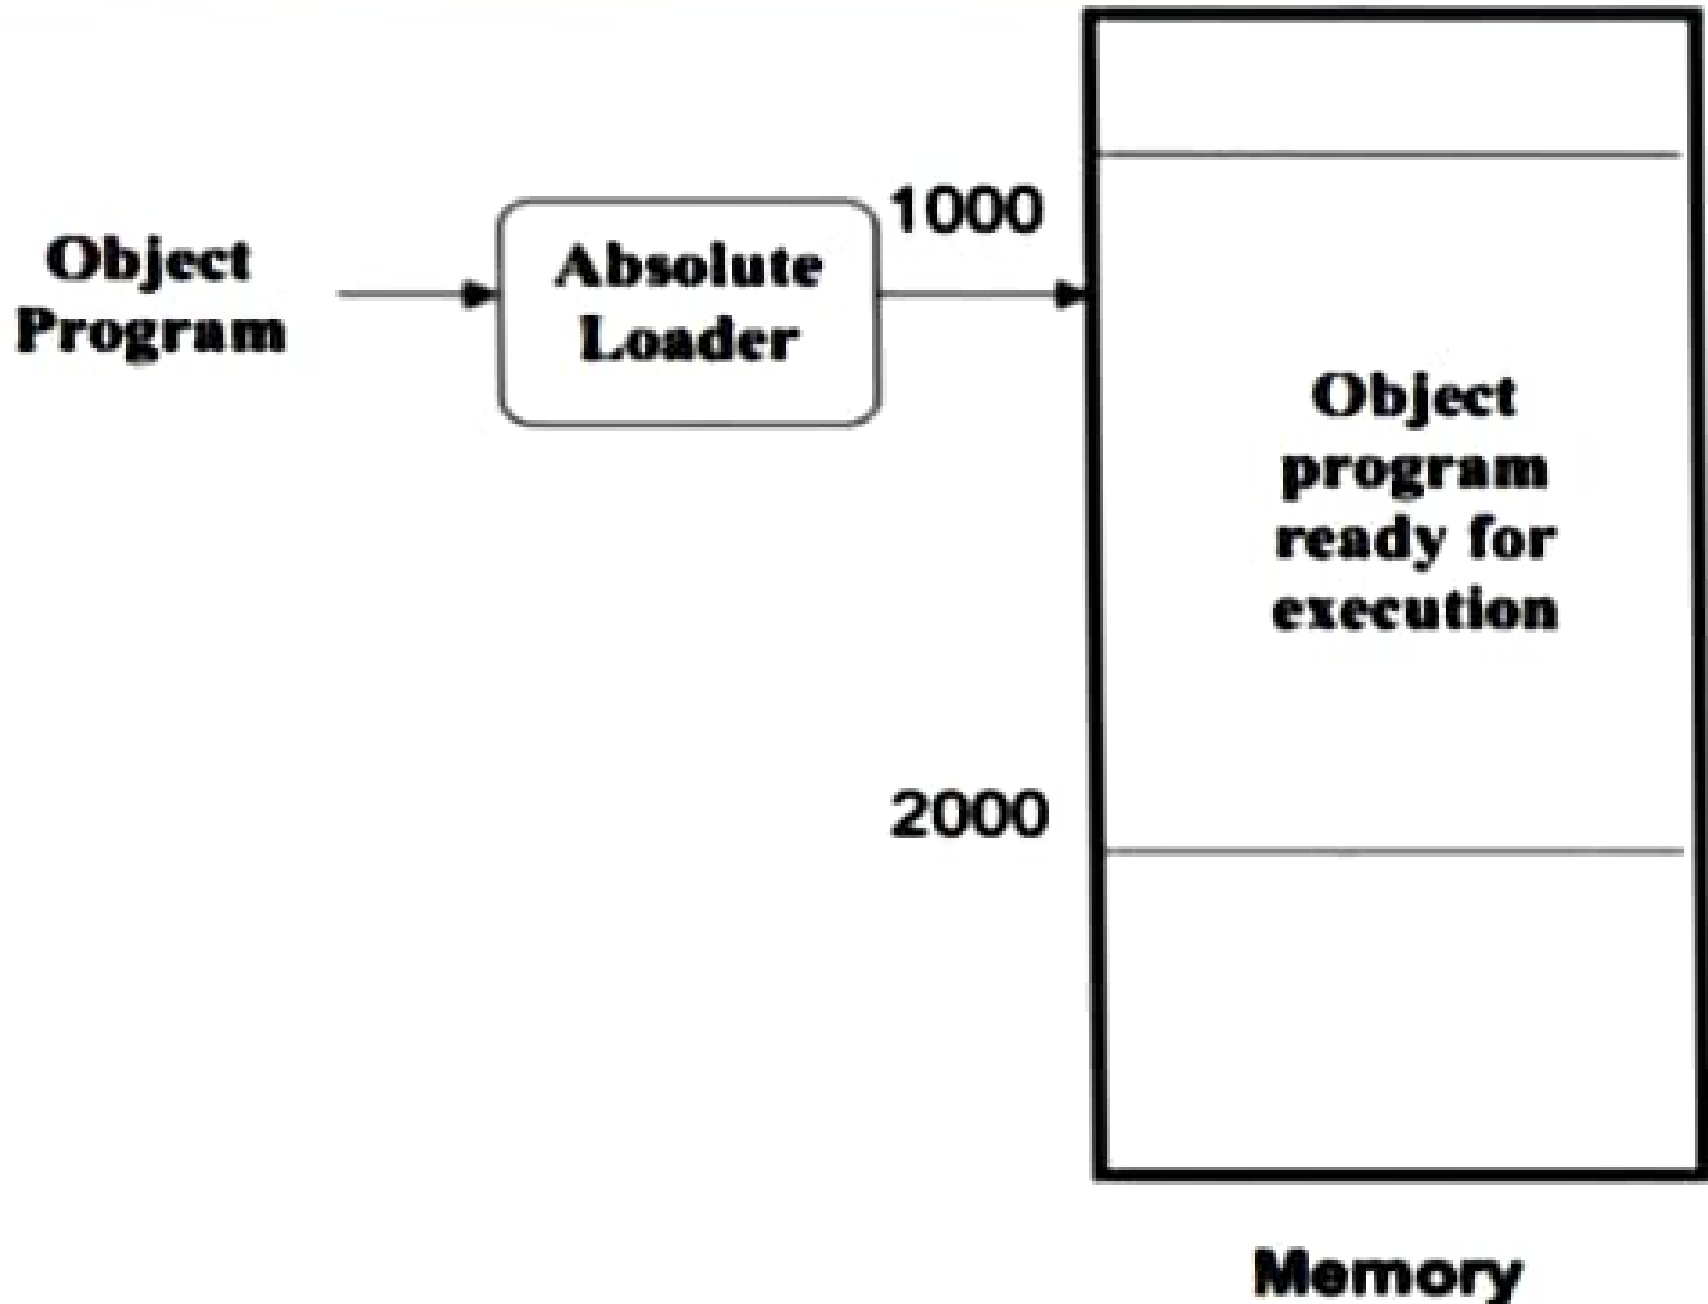 Object
Program
Absolute
Loader
1000
Object
program
ready for
execution
2000
Memory